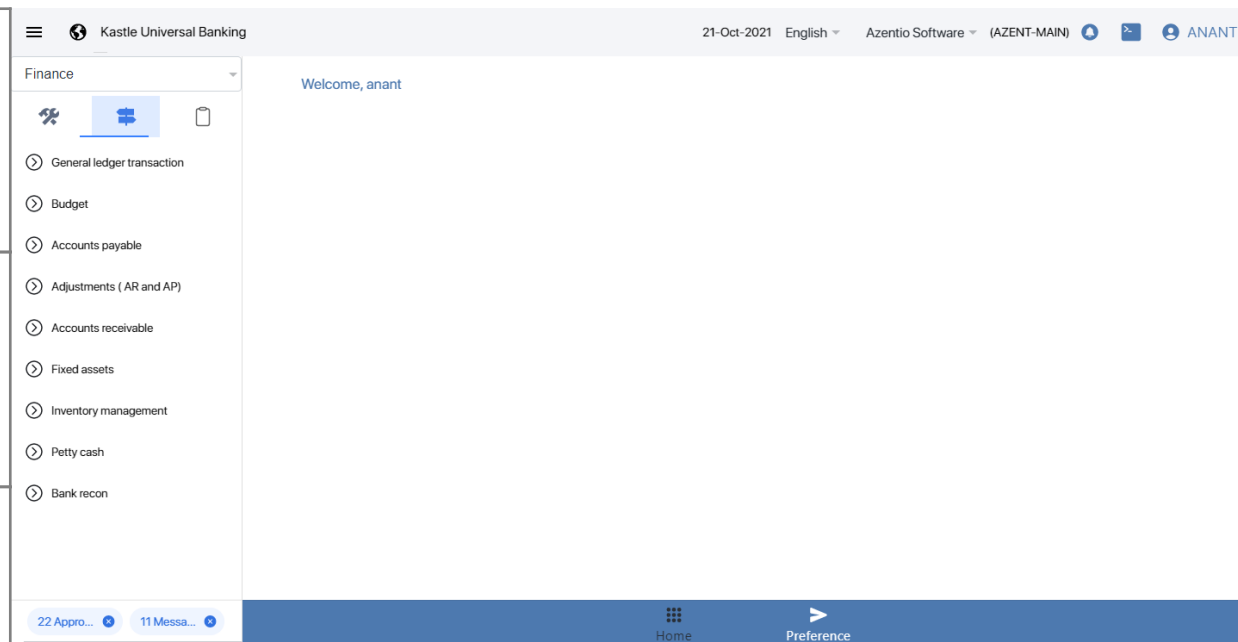 Kastle Universal Banking 21-Oct-2021 English Azentio Software (AZENT-MAIN) ANANT
Finance
Welcome, anant
General ledger transaction
Budget
Accounts payable
Adjustments ( AR and AP)
Accounts receivable
Fixed assets
Inventory management
Petty cash
Bank recon
22 Appro... 11 Messa...
Home Preference